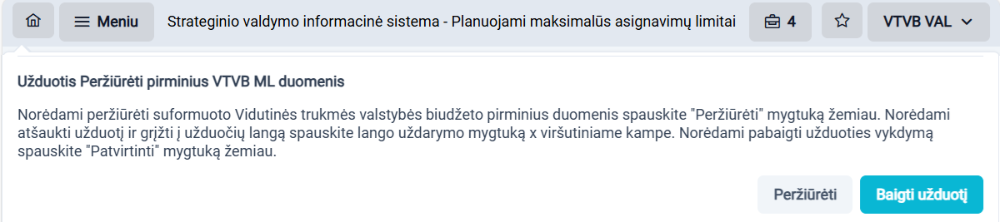 Meniu Strateginio valdymo informacinė sistema - Planuojami maksimalūs asignavimų limitai 4 VTVB VAL
Užduotis Peržiūrėti pirminius VTVB ML duomenis
Norėdami peržiūrėti suformuoto Vidutinės trukmės valstybės biudžeto pirminius duomenis spauskite "Peržiūrėti" mygtuką žemiau. Norėdami
atšaukti užduotį ir grįžti į užduočių langą spauskite lango uždarymo mygtuką x viršutiniame kampe. Norėdami pabaigti užduoties vykdymą
spauskite "Patvirtinti" mygtuką žemiau.
Peržiūrėti Baigti užduotį